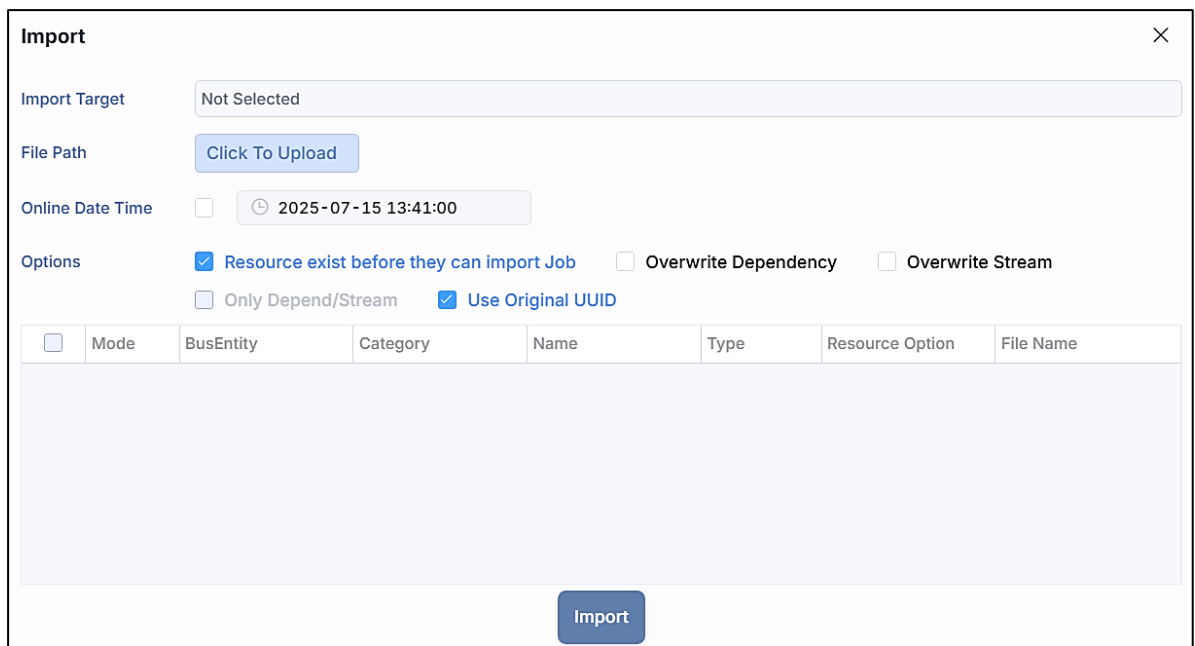 Import
Import Target Not Selected
File Path Click To Upload
Online Date Time 2025-07-15 13:41:00
Options Resource exist before they can import Job Overwrite Dependency Overwrite Stream
Only Depend/Stream Use Original UUID
Mode BusEntity Category Name Type Resource Option File Name
Import